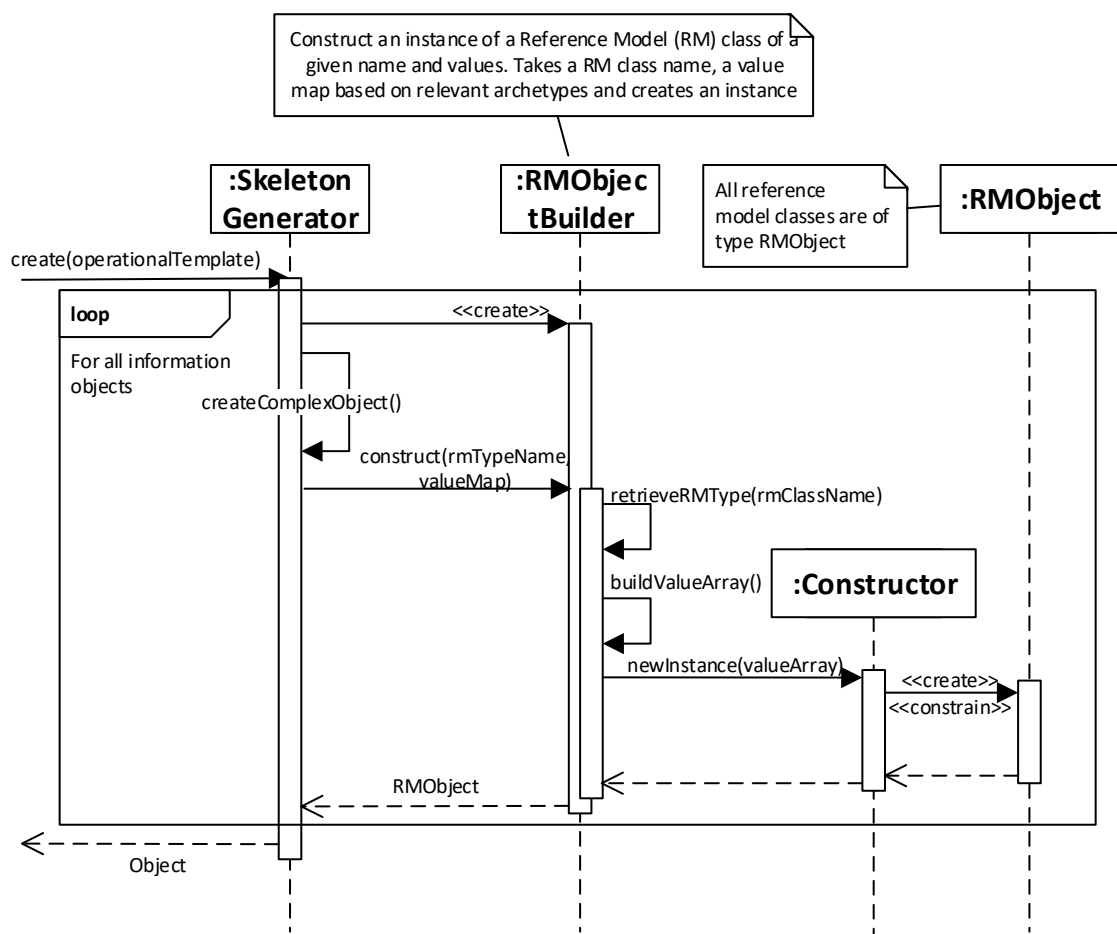 Construct an instance of a Reference Model (RM) class of a
given name and values. Takes a RM class name, a value
map based on relevant archetypes and creates an instance
:Skeleton
Generator
:RMObjec
tBuilder
All reference
model classes are of
type RMObject
:RMObject
create(operationalTemplate)
loop
For all information
objects
<<create>>
createComplexObject()
construct(rmTypeName,
valueMap)
retrieveRMType(rmClassName)
buildValueArray()
:Constructor
newInstance(valueArray)
<<create>>
<<constrain>>
RMObject
Object